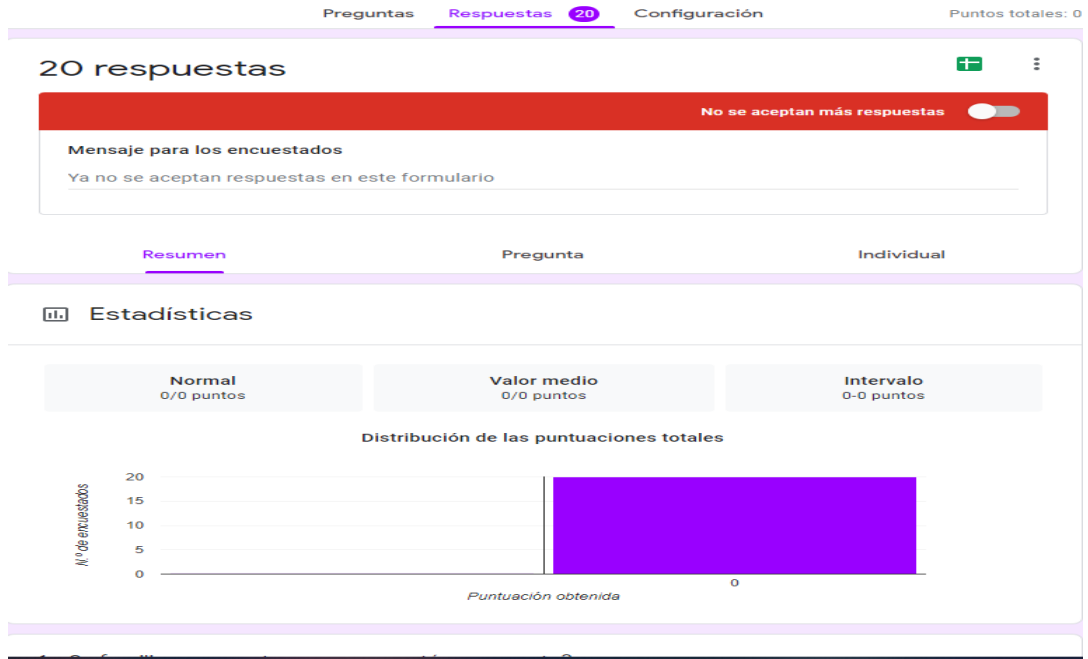 Preguntas Respuestas 20 Configuración Puntos totales: 0
20 respuestas
No se aceptan más respuestas
Mensaje para los encuestados
Ya no se aceptan respuestas en este formulario
Resumen Pregunta Individual
Estadísticas
Normal Valor medio Intervalo
0/0 puntos 0/0 puntos 0-0 puntos
Distribución de las puntuaciones totales
N.º de encuestados
20
15
10
5
0
0
Puntuación obtenida